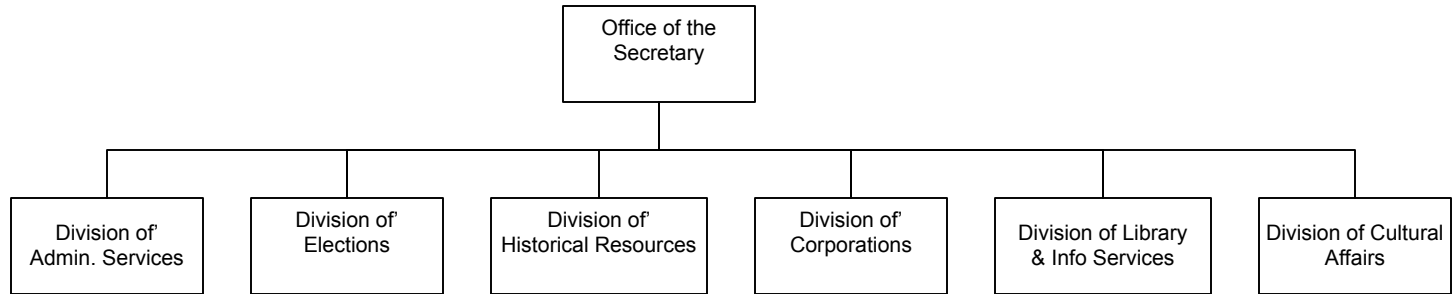 Office of the
Secretary
Division of’
Admin. Services
Division of’
Elections
Division of’
Historical Resources
Division of’
Corporations
Division of Library
& Info Services
Division of Cultural
Affairs